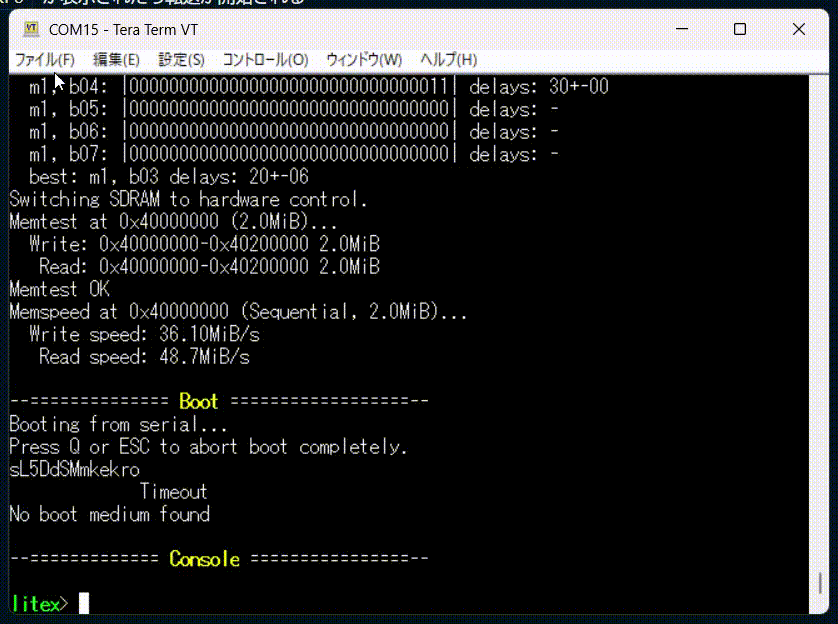 COM15 - Tera Term VT
ファイル(F) 編集(E) 設定(S) コントロール(O) ウィンドウ(W) ヘルプ(H)
m1, b04: |00000000000000000000000000000011| delays: 30+-00
m1, b05: |00000000000000000000000000000000| delays: -
m1, b06: |00000000000000000000000000000000| delays: -
m1, b07: |00000000000000000000000000000000| delays: -
best: m1, b03 delays: 20+-06
Switching SDRAM to hardware control.
Memtest at 0x40000000 (2.0MiB)...
Write: 0x40000000-0x40200000 2.0MiB
Read: 0x40000000-0x40200000 2.0MiB
Memtest OK
Memspeed at 0x40000000 (Sequential, 2.0MiB)...
Write speed: 36.10MiB/s
Read speed: 48.7MiB/s
--============== Boot ==================--
Booting from serial...
Press Q or ESC to abort boot completely.
sL5DdSMmkekro
Timeout
No boot medium found
--============= Console ================--
litex>